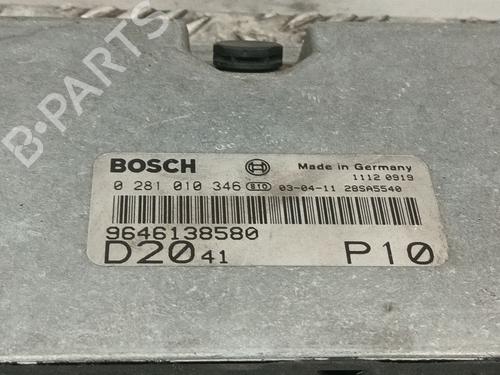 BOSCH Made in Germany
1112 0919
0 281 010 346 BTO 03-04-11 28SA5540
9646138580
D20 41 P10
B-PARTS